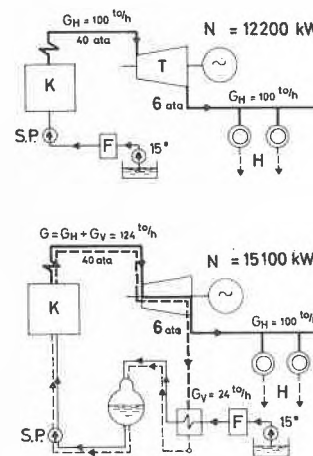 G_H = 100 to/h
40 ata
N = 12200 kW
T
~
K
6 ata
G_H = 100 to/h
S.P.
F
15°
H
G = G_H + G_V = 124 to/h
40 ata
N = 15100 kW
~
K
6 ata
G_H = 100 to/h
H
G_V = 24 to/h
15°
S.P.
F